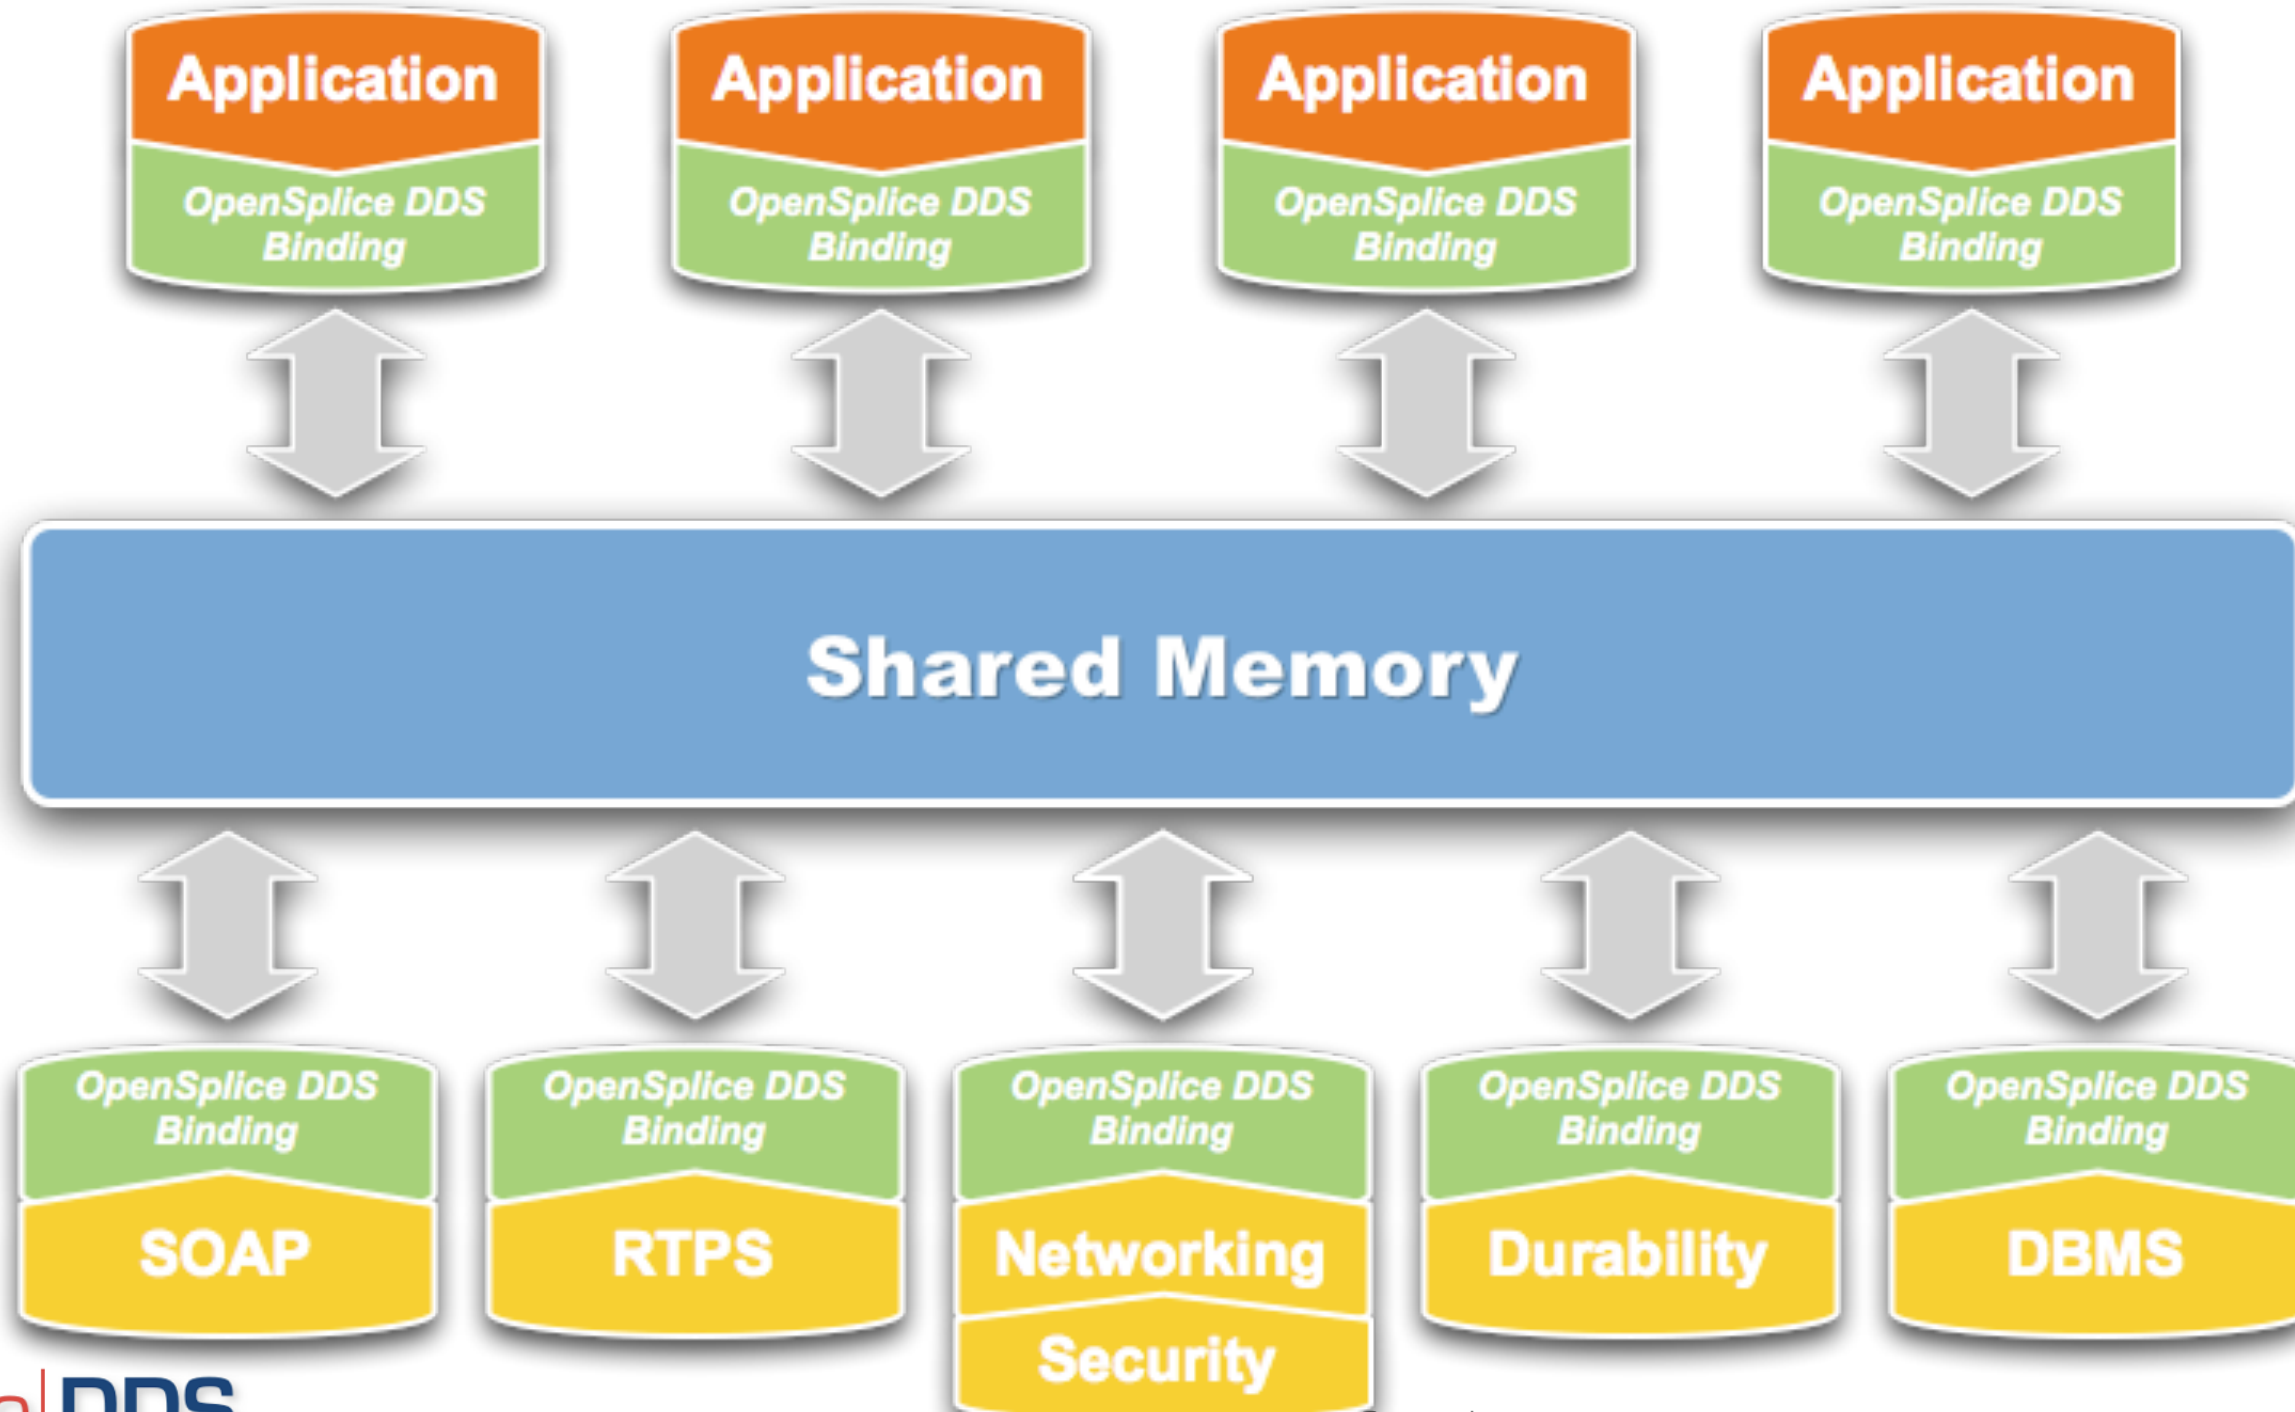 Application
Application
Application
Application
OpenSplice DDS
Binding
OpenSplice DDS
Binding
OpenSplice DDS
Binding
OpenSplice DDS
Binding
Shared Memory
OpenSplice DDS
Binding
OpenSplice DDS
Binding
OpenSplice DDS
Binding
OpenSplice DDS
Binding
OpenSplice DDS
Binding
SOAP
RTPS
Networking
Durability
DBMS
Security
DDS